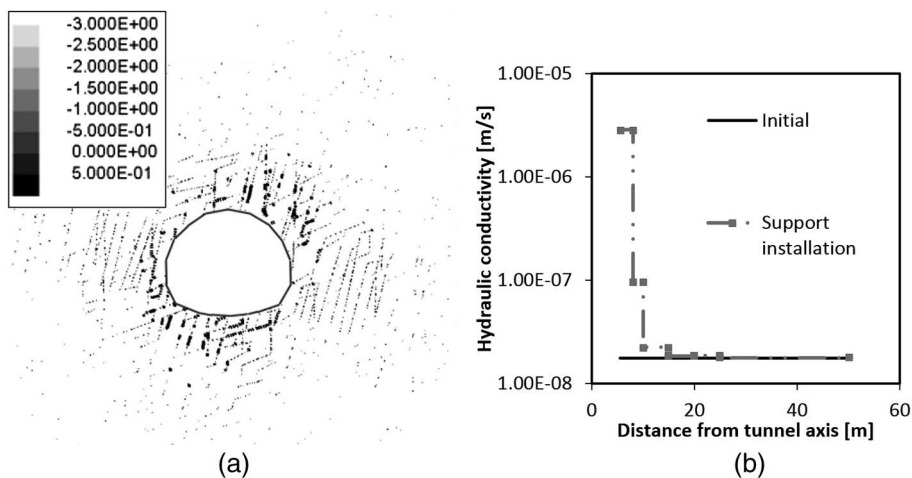 -3.000E+00
-2.500E+00
-2.000E+00
-1.500E+00
-1.000E+00
-5.000E-01
0.000E+00
5.000E-01
(a)
Hydraulic conductivity [m/s]
1.00E-05
1.00E-06
1.00E-07
1.00E-08
Initial
Support
installation
0 20 40 60
Distance from tunnel axis [m]
(b)